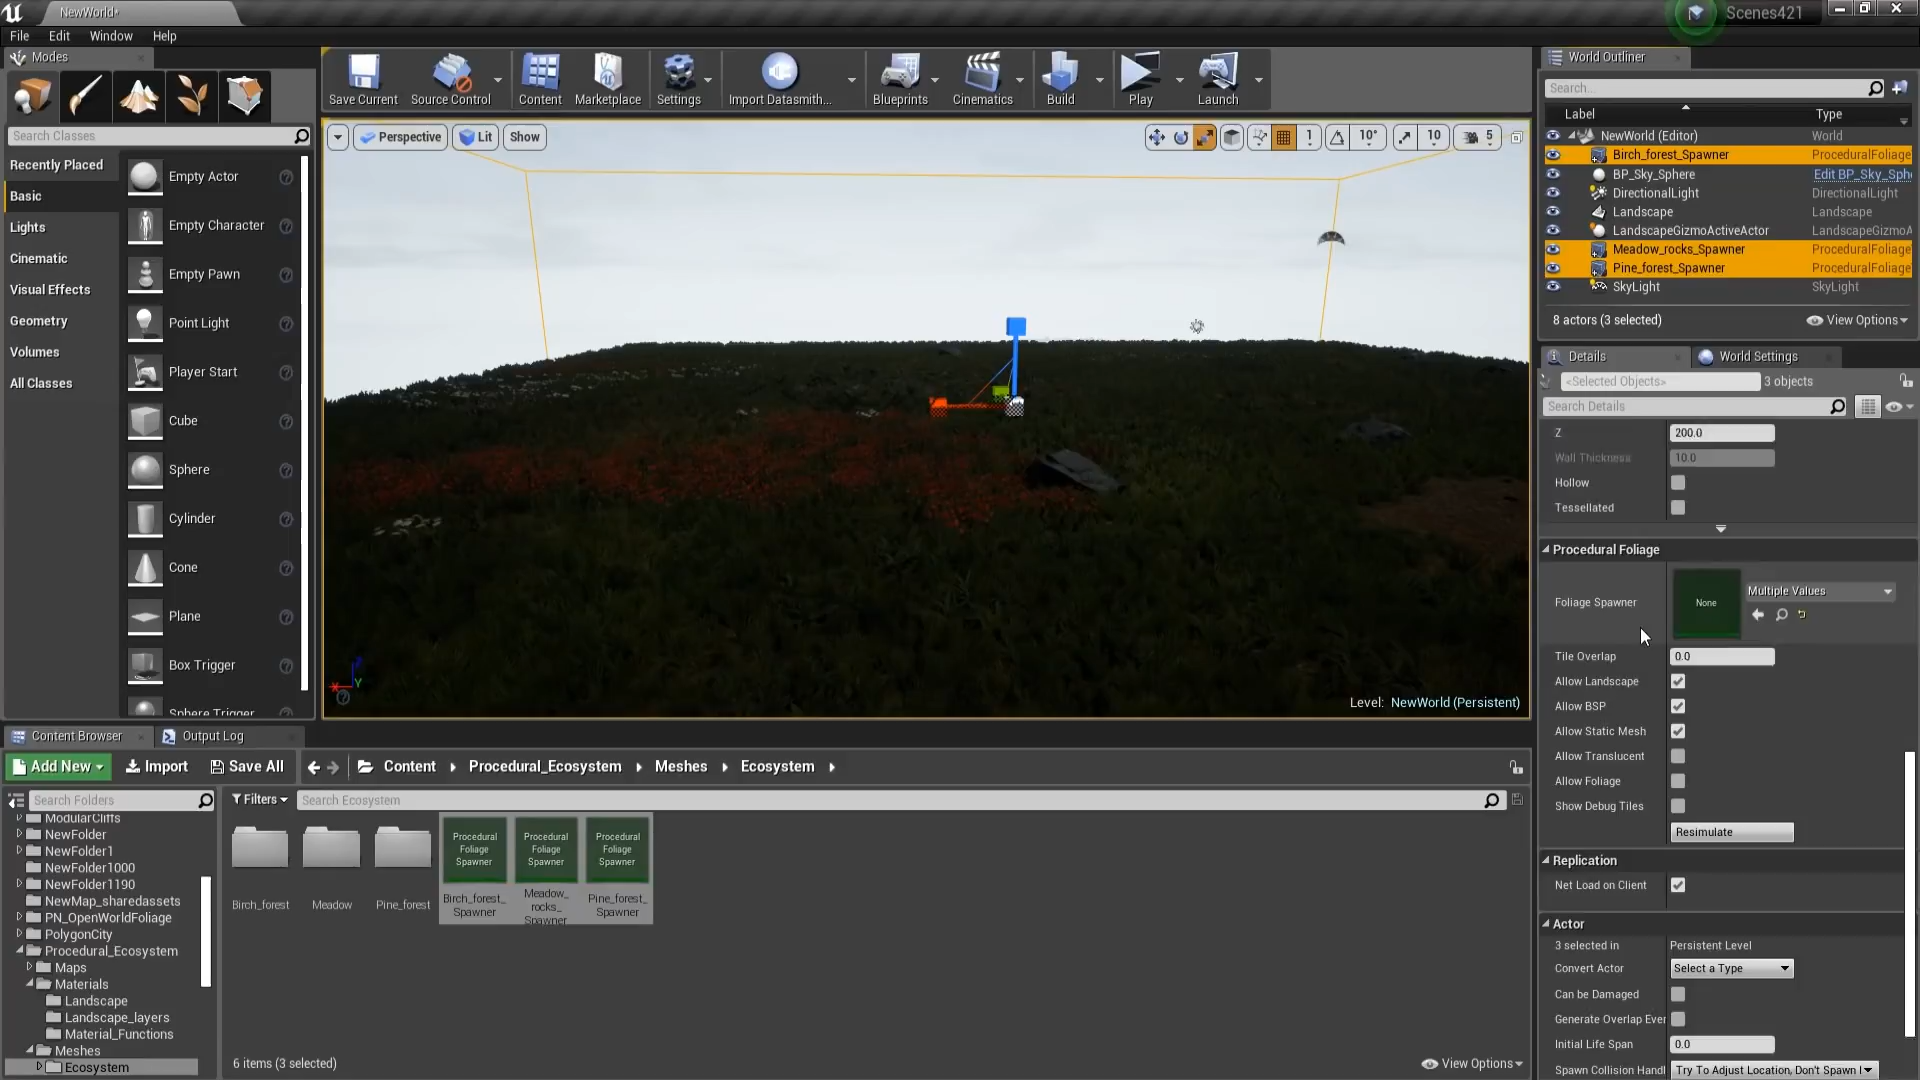 NewWorld*
Scenes421
File Edit Window Help
Modes
Search Classes
Recently Placed
Basic
Lights
Cinematic
Visual Effects
Geometry
Volumes
All Classes
Empty Actor
Empty Character
Empty Pawn
Point Light
Player Start
Cube
Sphere
Cylinder
Cone
Plane
Box Trigger
Sphere Trigger
Save Current
Source Control
Content
Marketplace
Settings
Import Datasmith...
Blueprints
Cinematics
Build
Play
Launch
Perspective
Lit
Show
1
10°
10
5
X
Y
Level: NewWorld (Persistent)
World Outliner
Search...
Label Type
NewWorld (Editor) World
Birch_forest_Spawner ProceduralFoliage
BP_Sky_Sphere Edit BP_Sky_Sph
DirectionalLight DirectionalLight
Landscape Landscape
LandscapeGizmoActiveActor LandscapeGizmoA
Meadow_rocks_Spawner ProceduralFoliage
Pine_forest_Spawner ProceduralFoliage
SkyLight SkyLight
8 actors (3 selected) View Options
Details World Settings
<Selected Objects> 3 objects
Search Details
Z 200.0
Wall Thickness 10.0
Hollow
Tessellated
Procedural Foliage
Foliage Spawner None Multiple Values
Tile Overlap 0.0
Allow Landscape
Allow BSP
Allow Static Mesh
Allow Translucent
Allow Foliage
Show Debug Tiles
Resimulate
Replication
Net Load on Client
Actor
3 selected in Persistent Level
Convert Actor Select a Type
Can be Damaged
Generate Overlap Even
Initial Life Span 0.0
Spawn Collision Handl Try To Adjust Location, Don't Spawn I
Content Browser Output Log
Add New Import Save All Content Procedural_Ecosystem Meshes Ecosystem
Search Folders
Filters Search Ecosystem
ModularCliffs
NewFolder
NewFolder1
NewFolder1000
NewFolder1190
NewMap_sharedassets
PN_OpenWorldFoliage
PolygonCity
Procedural_Ecosystem
Maps
Materials
Landscape
Landscape_layers
Material_Functions
Meshes
Ecosystem
Birch_forest
Meadow
Pine_forest
Procedural
Foliage
Spawner
Birch_forest_
Spawner
Procedural
Foliage
Spawner
Meadow_
rocks_
Spawner
Procedural
Foliage
Spawner
Pine_forest_
Spawner
6 items (3 selected)
View Options